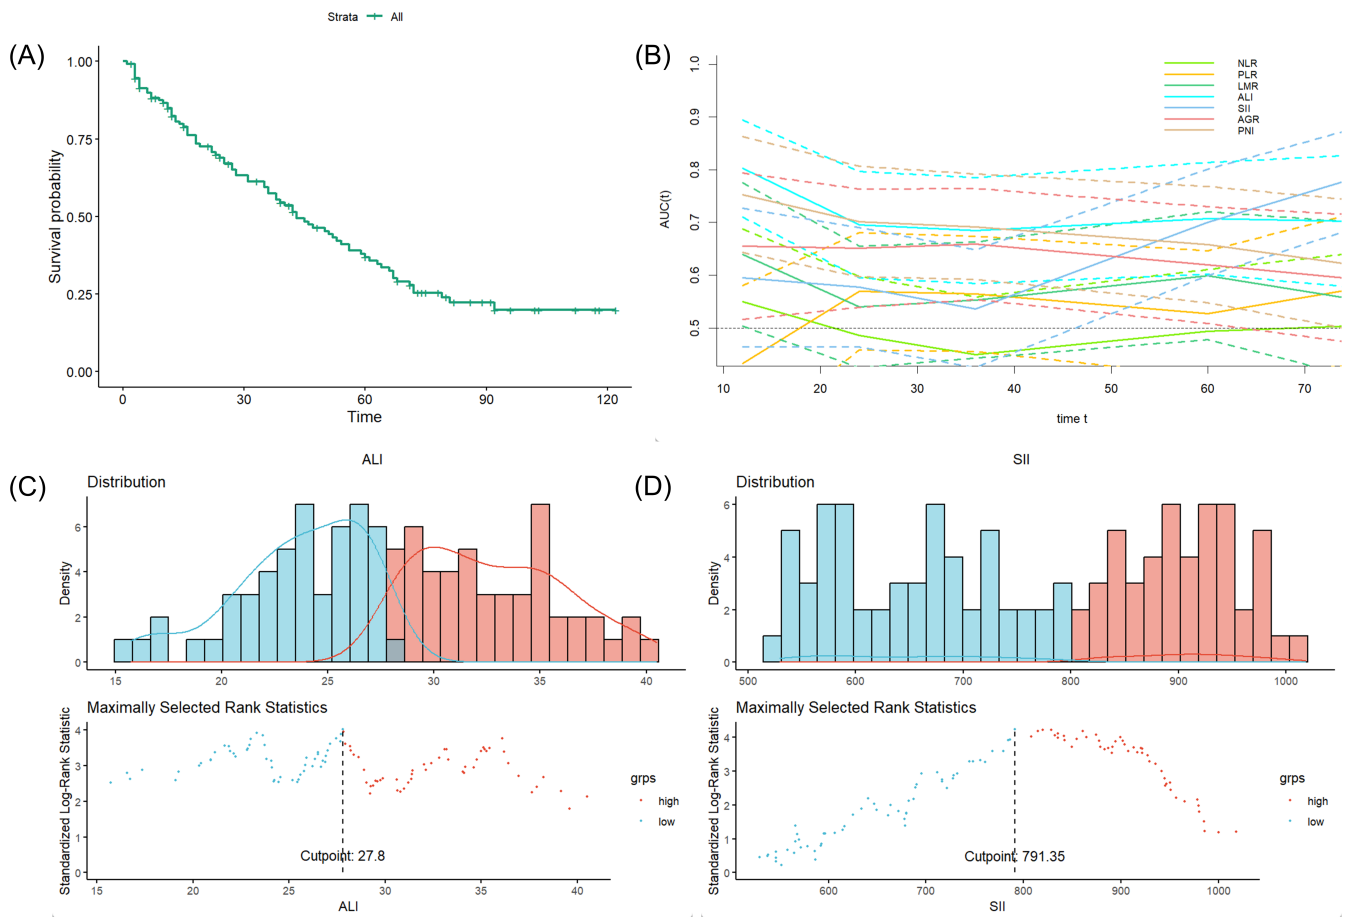 Strata All
(A)
1.00
0.75
0.50
0.25
0.00
Survival probability
0 30 60 90 120
Time
(B)
1.0
0.9
0.8
0.7
0.6
0.5
AUC(t)
NLR
PLR
LMR
ALI
SII
AGR
PNI
10 20 30 40 50 60 70
time t
(C)
ALI
Distribution
6
4
2
0
Density
15 20 25 30 35 40
Maximally Selected Rank Statistics
4
3
2
1
0
Standardized Log-Rank Statistic
Cutpoint: 27.8
grps
high
low
15 20 25 30 35 40
ALI
(D)
SII
Distribution
6
4
2
0
Density
500 600 700 800 900 1000
Maximally Selected Rank Statistics
4
3
2
1
0
Standardized Log-Rank Statistic
Cutpoint: 791.35
grps
high
low
600 700 800 900 1000
SII